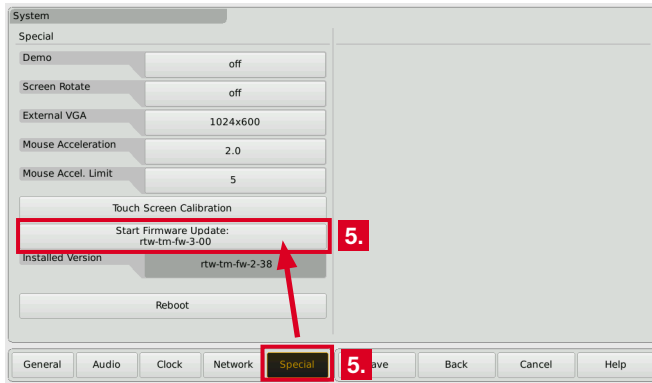 System
Special
Demo
off
Screen Rotate
off
External VGA
1024x600
Mouse Acceleration
2.0
Mouse Accel. Limit
5
Touch Screen Calibration
Start Firmware Update:
rtw-tm-fw-3-00
5.
Installed Version
rtw-tm-fw-2-38
Reboot
General Audio Clock Network Special 5. ave Back Cancel Help